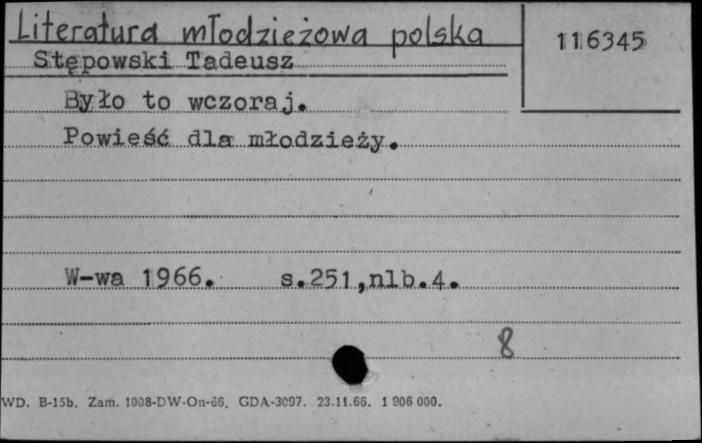 Literatura młodzieżowa polska
116345
Stępowski Tadeusz
Było to wczoraj.
Powieść dla młodzieży.
W-wa 1966. s.251,nlb.4.
8
WD. B-15b. Zam. 1008-DW-On-66. GDA-3097. 23.11.66. 1 906 000.